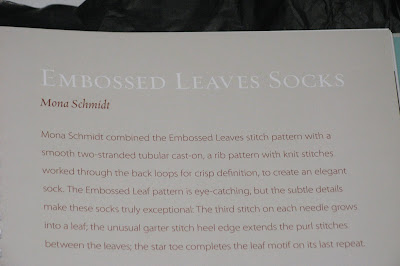 EMBOSSED LEAVES SOCKS
Mona Schmidt
Mona Schmidt combined the Embossed Leaves stitch pattern with a
smooth two-stranded tubular cast-on, a rib pattern with knit stitches
worked through the back loops for crisp definition, to create an elegant
sock. The Embossed Leaf pattern is eye-catching, but the subtle details
make these socks truly exceptional: The third stitch on each needle grows
into a leaf; the unusual garter stitch heel edge extends the purl stitches
between the leaves; the star toe completes the leaf motif on its last repeat.